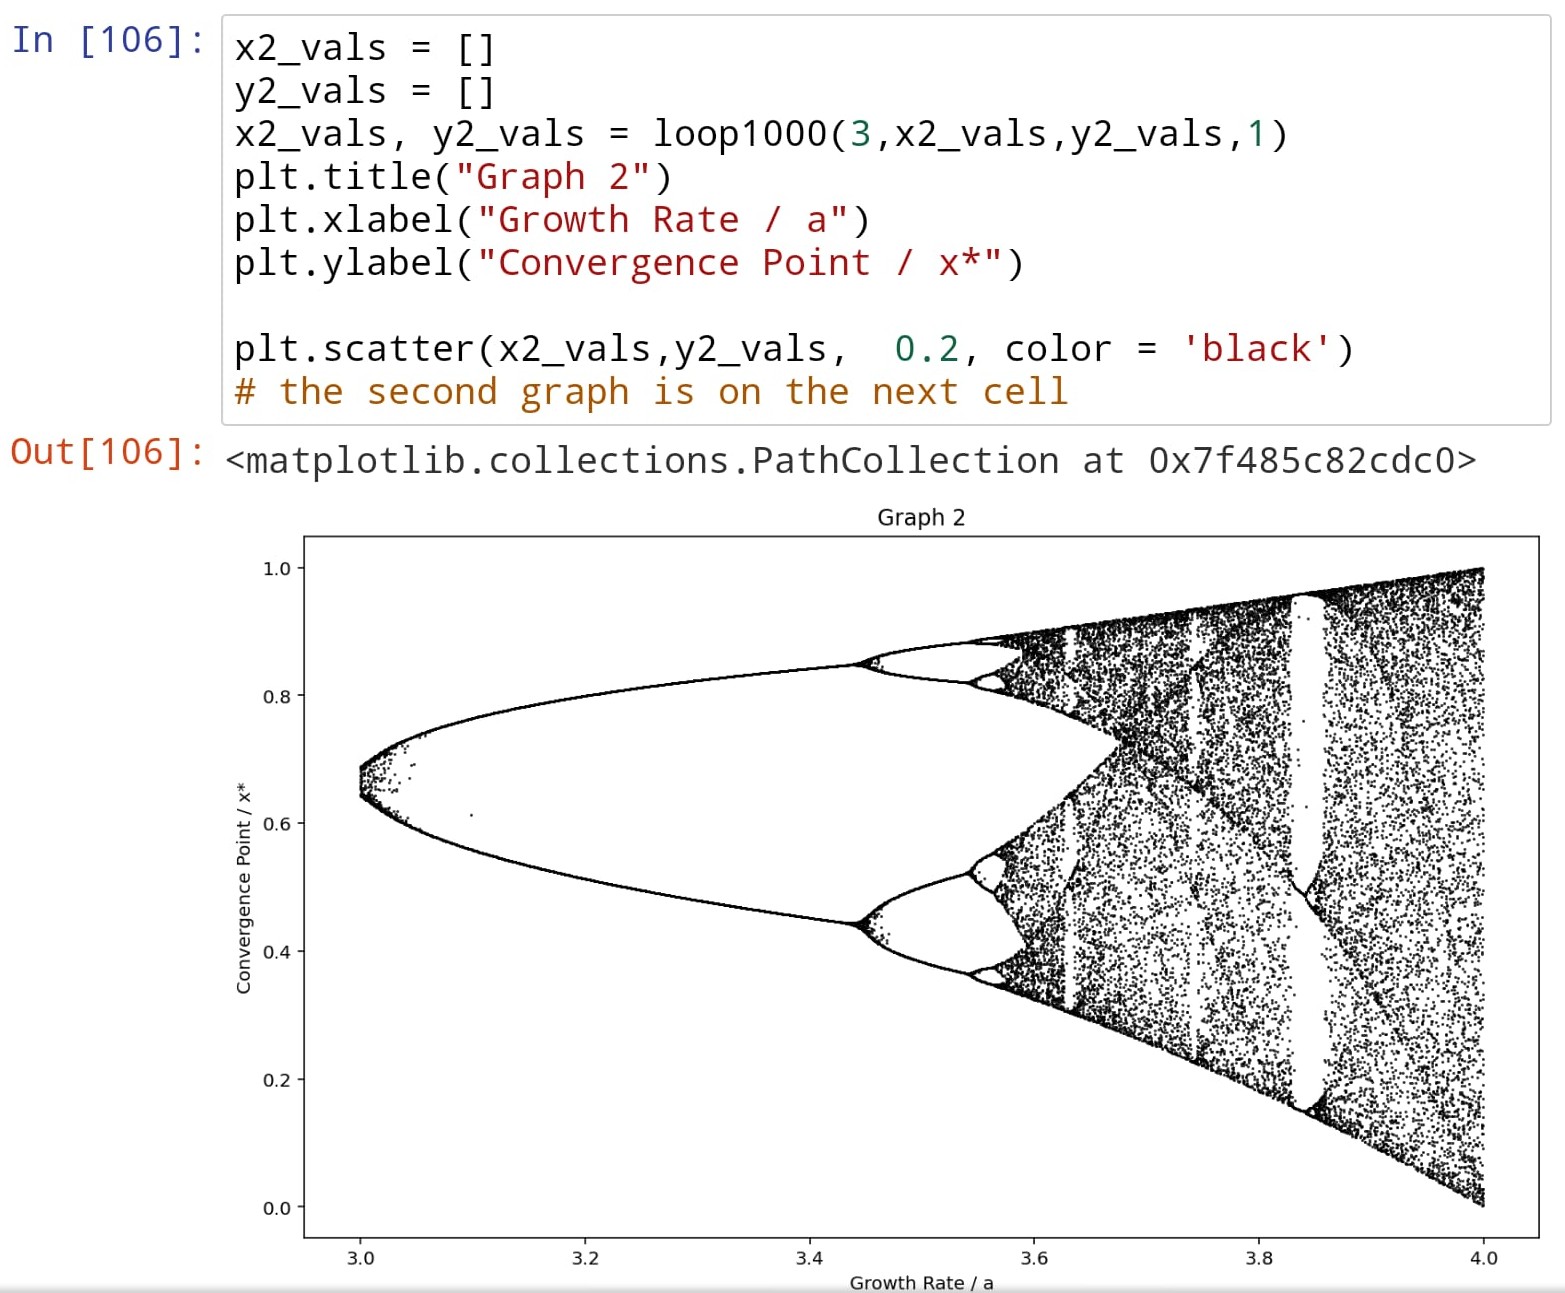 In [106]:
x2_vals = []
y2_vals = []
x2_vals, y2_vals = loop1000(3,x2_vals,y2_vals,1)
plt.title("Graph 2")
plt.xlabel("Growth Rate / a")
plt.ylabel("Convergence Point / x*")
plt.scatter(x2_vals,y2_vals,  0.2, color = 'black')
# the second graph is on the next cell
Out[106]:
<matplotlib.collections.PathCollection at 0x7f485c82cdc0>
Graph 2
1.0
0.8
0.6
0.4
0.2
0.0
Convergence Point / x*
3.0 3.2 3.4 3.6 3.8 4.0
Growth Rate / a